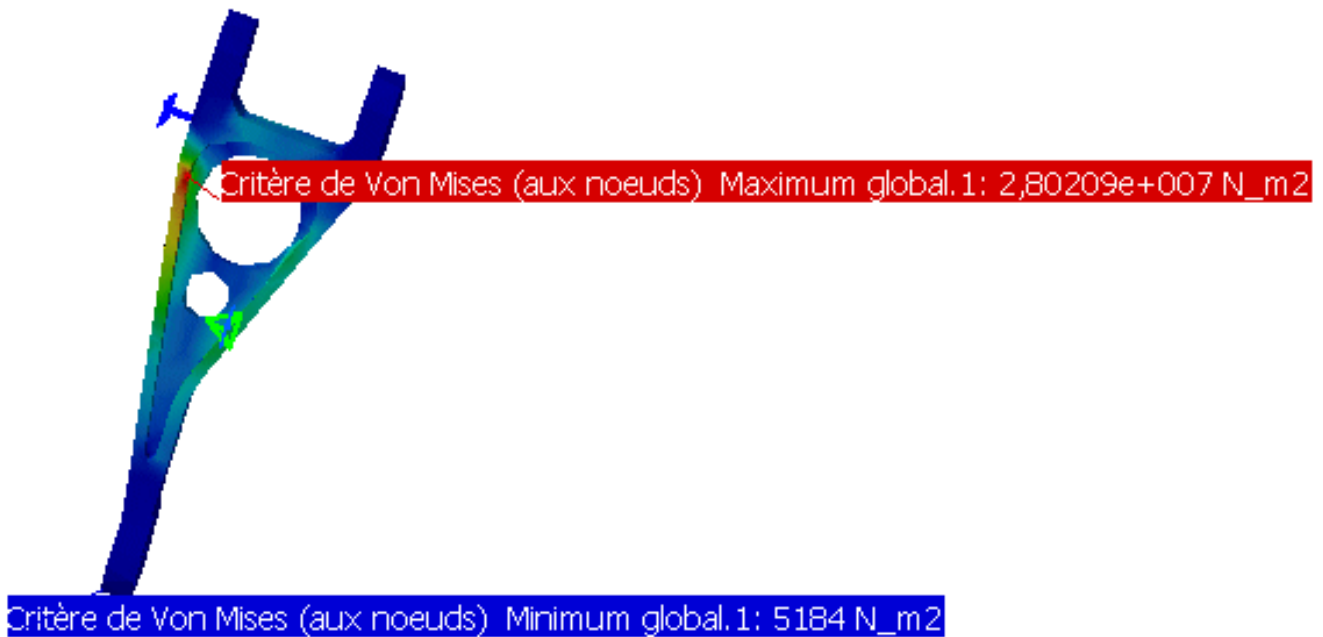 Critère de Von Mises (aux noeuds) Maximum global.1: 2,80209e+007 N_m2
Critère de Von Mises (aux noeuds) Minimum global.1: 5184 N_m2